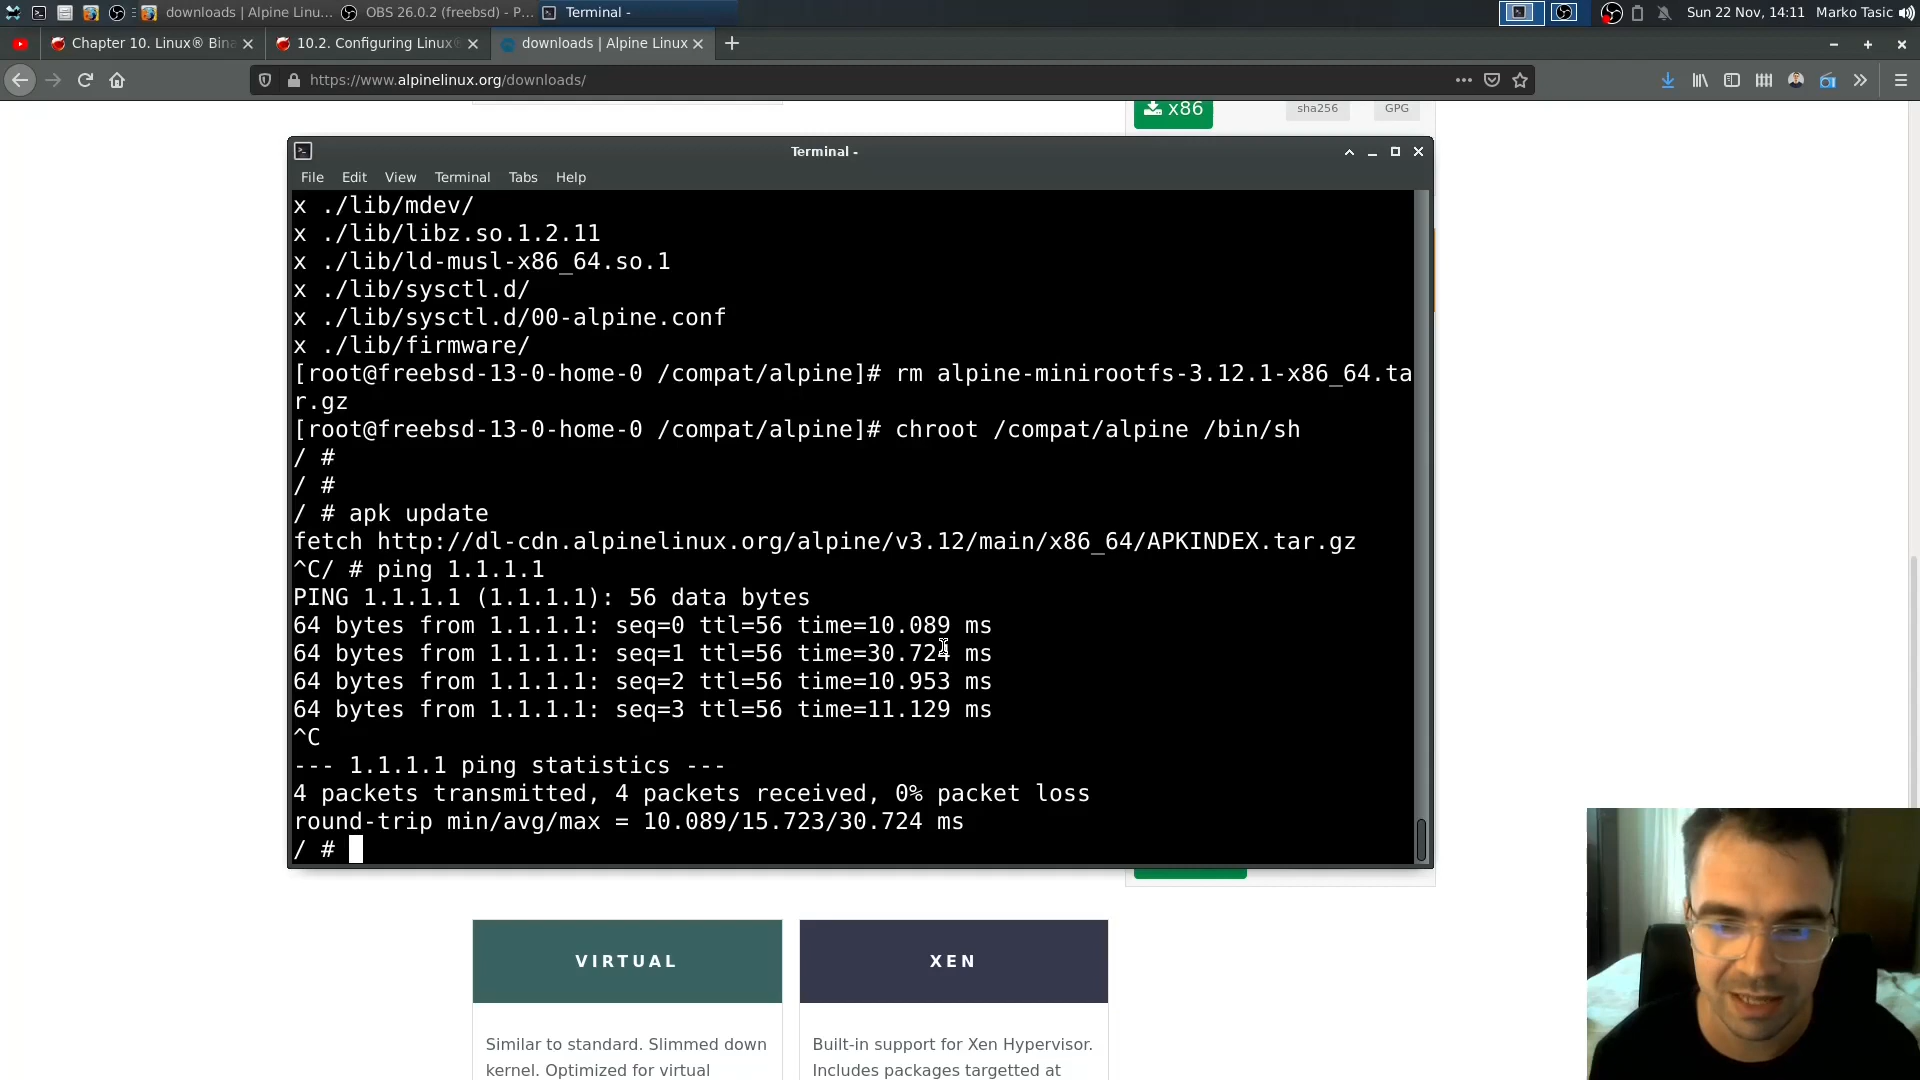 downloads | Alpine Linu...
OBS 26.0.2 (freebsd) - P...
Terminal -
Sun 22 Nov, 14:11
Marko Tasic
Chapter 10. Linux® Bina
10.2. Configuring Linux®
downloads | Alpine Linux
https://www.alpinelinux.org/downloads/
x86
sha256
GPG
Terminal -
File Edit View Terminal Tabs Help
x ./lib/mdev/
x ./lib/libz.so.1.2.11
x ./lib/ld-musl-x86_64.so.1
x ./lib/sysctl.d/
x ./lib/sysctl.d/00-alpine.conf
x ./lib/firmware/
[root@freebsd-13-0-home-0 /compat/alpine]# rm alpine-minirootfs-3.12.1-x86_64.ta
r.gz
[root@freebsd-13-0-home-0 /compat/alpine]# chroot /compat/alpine /bin/sh
/ #
/ #
/ # apk update
fetch http://dl-cdn.alpinelinux.org/alpine/v3.12/main/x86_64/APKINDEX.tar.gz
^C/ # ping 1.1.1.1
PING 1.1.1.1 (1.1.1.1): 56 data bytes
64 bytes from 1.1.1.1: seq=0 ttl=56 time=10.089 ms
64 bytes from 1.1.1.1: seq=1 ttl=56 time=30.724 ms
64 bytes from 1.1.1.1: seq=2 ttl=56 time=10.953 ms
64 bytes from 1.1.1.1: seq=3 ttl=56 time=11.129 ms
^C
--- 1.1.1.1 ping statistics ---
4 packets transmitted, 4 packets received, 0% packet loss
round-trip min/avg/max = 10.089/15.723/30.724 ms
/ #
VIRTUAL
Similar to standard. Slimmed down
kernel. Optimized for virtual
XEN
Built-in support for Xen Hypervisor.
Includes packages targetted at